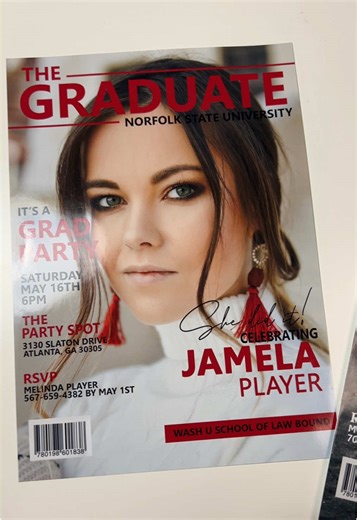 THE
GRADUATE
NORFOLK STATE UNIVERSITY
IT'S A
GRAD
PARTY
SATURDAY
MAY 16TH
6PM
THE
PARTY SPOT
3130 SLATON DRIVE
ATLANTA, GA 30305
RSVP
MELINDA PLAYER
567-659-4382 BY MAY 1ST
She did it!
CELEBRATING
JAMELA
PLAYER
WASH U SCHOOL OF LAW BOUND
9780198601838